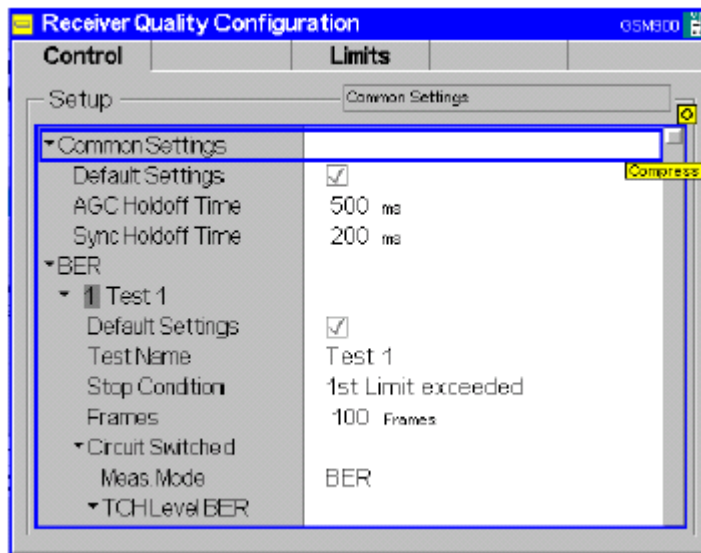 Receiver Quality Configuration GSM900
Control Limits
Setup Common Settings
Common Settings
Compress
Default Settings
AGC Holdoff Time 500 ms
Sync Holdoff Time 200 ms
BER
1 Test 1
Default Settings
Test Name Test 1
Stop Condition 1st Limit exceeded
Frames 100 Frames
Circuit Switched
Meas. Mode BER
TCH Level BER